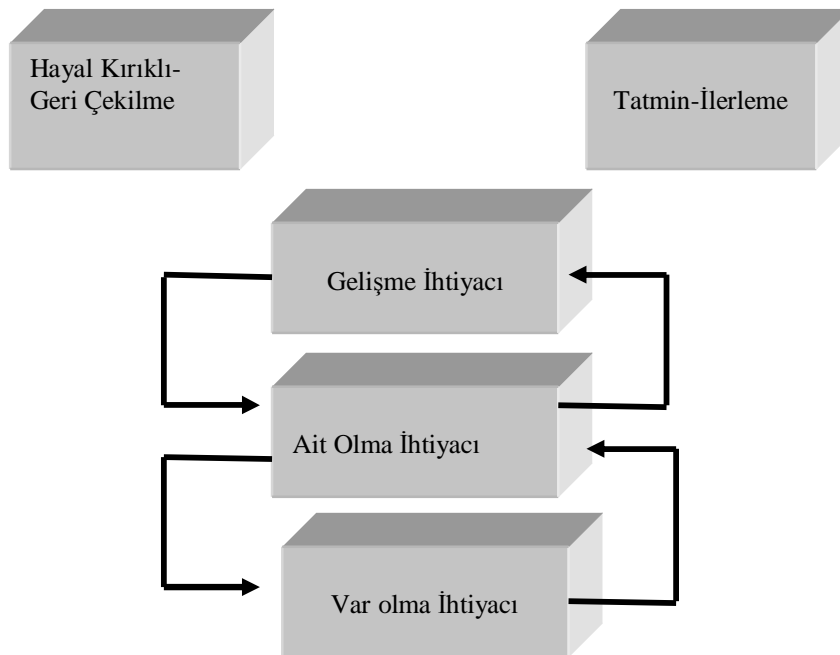 Hayal Kırıklı-
Geri Çekilme
Tatmin-İlerleme
Gelişme İhtiyacı
Ait Olma İhtiyacı
Var olma İhtiyacı